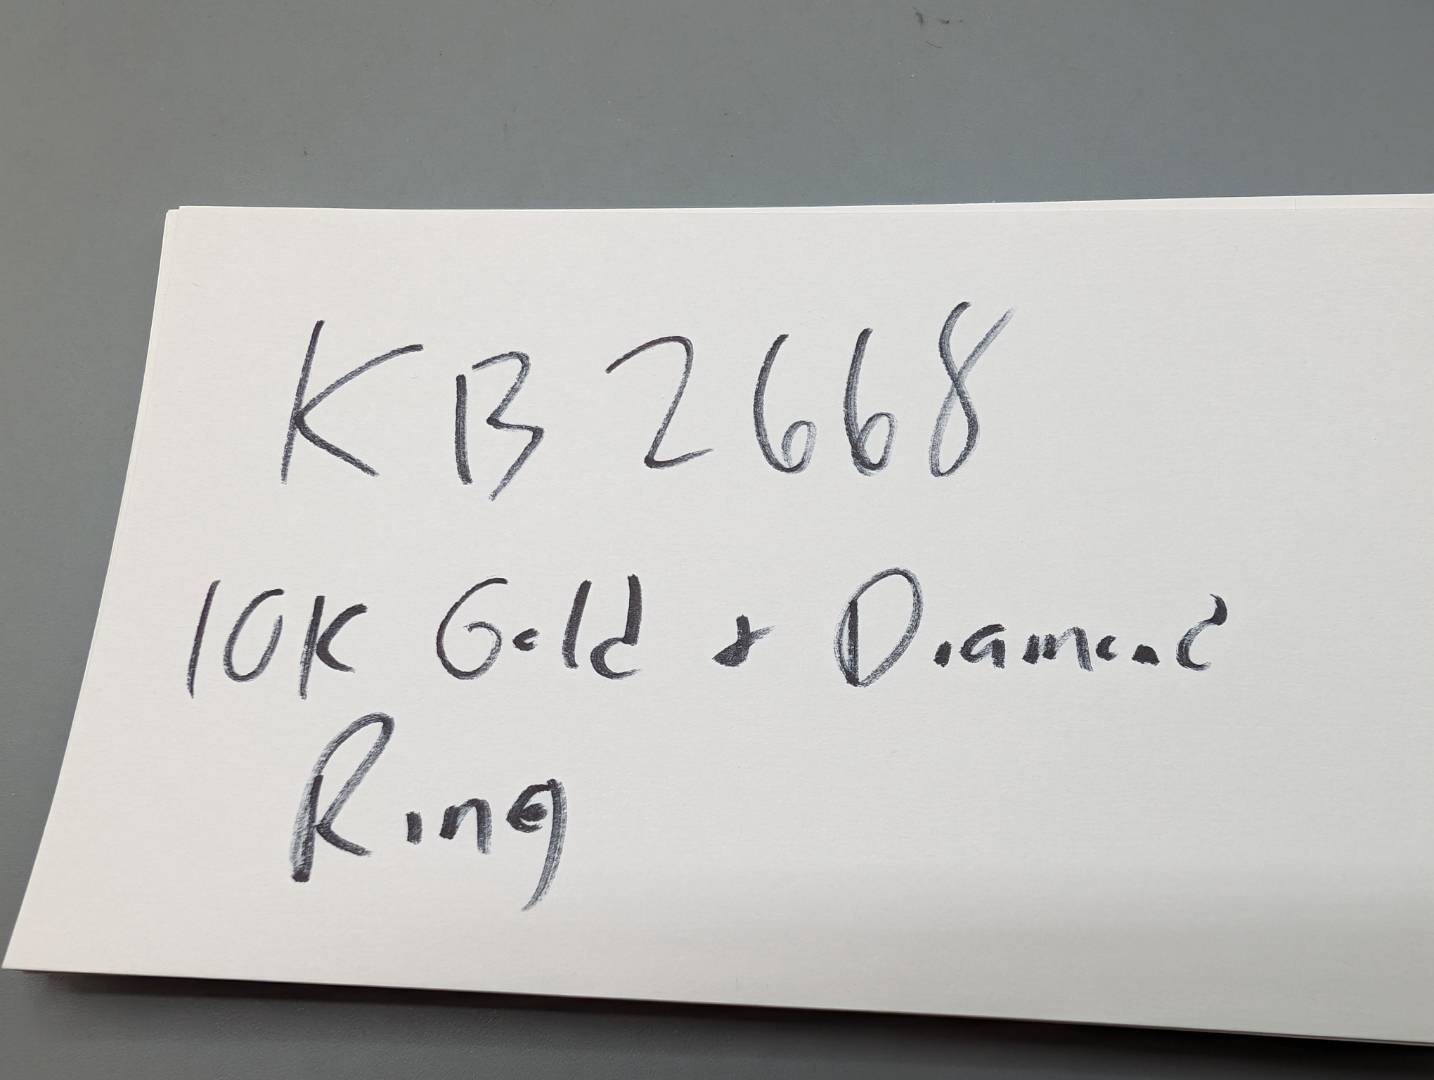 KB2668
10K Gold + Diamond
Ring